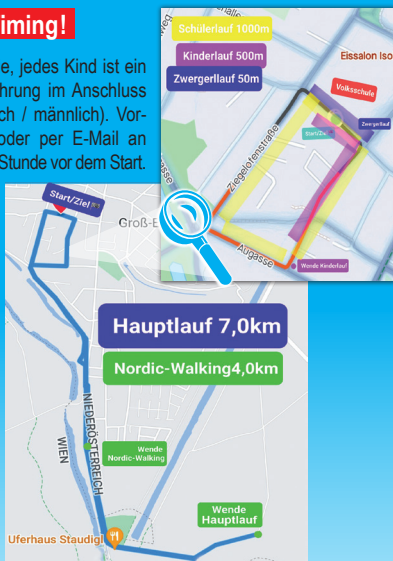 iming!
e, jedes Kind ist ein
hrung im Anschluss
ch / männlich). Vor-
oder per E-Mail an
Stunde vor dem Start.
Schülerlauf 1000m
Kinderlauf 500m
Zwergerllauf 50m
Eissalon Iso
Volksschule
Zwergerllauf
Start/Ziel
Ziegelofenstraße
Augasse
Wende Kinderlauf
gasse
Start/Ziel
Groß-E
Hauptlauf 7,0km
Nordic-Walking4,0km
NIEDERÖSTERREICH
WIEN
Wende
Nordic-Walking
Wende
Hauptlauf
Uferhaus Staudigl